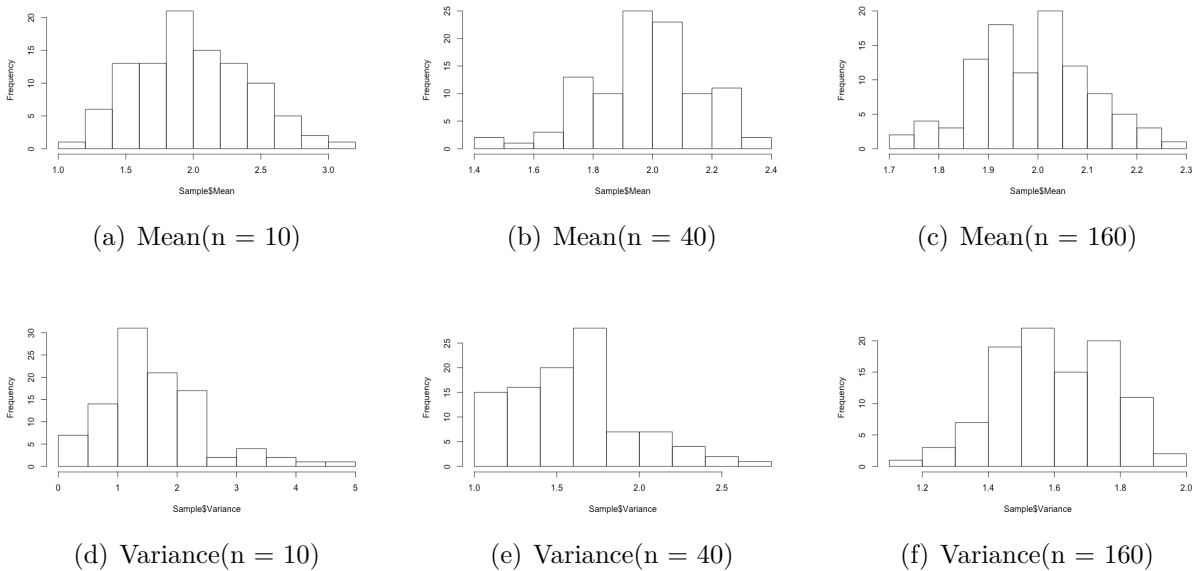 Frequency
0 5 10 15 20
1.0 1.5 2.0 2.5 3.0
Sample$Mean
(a) Mean(n = 10)
Frequency
0 5 10 15 20 25
1.4 1.6 1.8 2.0 2.2 2.4
Sample$Mean
(b) Mean(n = 40)
Frequency
0 5 10 15 20
1.7 1.8 1.9 2.0 2.1 2.2 2.3
Sample$Mean
(c) Mean(n = 160)
Frequency
0 5 10 15 20 25 30
0 1 2 3 4 5
Sample$Variance
(d) Variance(n = 10)
Frequency
0 5 10 15 20 25
1.0 1.5 2.0 2.5
Sample$Variance
(e) Variance(n = 40)
Frequency
0 5 10 15 20
1.2 1.4 1.6 1.8 2.0
Sample$Variance
(f) Variance(n = 160)